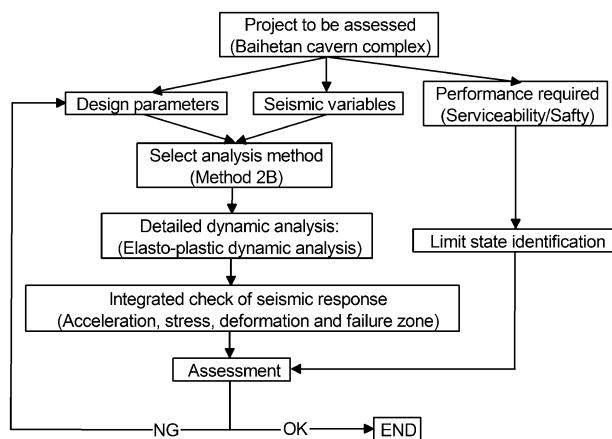 Project to be assessed
(Baihetan cavern complex)
Design parameters
Seismic variables
Performance required
(Serviceability/Safty)
Select analysis method
(Method 2B)
Detailed dynamic analysis:
(Elasto-plastic dynamic analysis)
Limit state identification
Integrated check of seismic response
(Acceleration, stress, deformation and failure zone)
Assessment
NG
OK
END